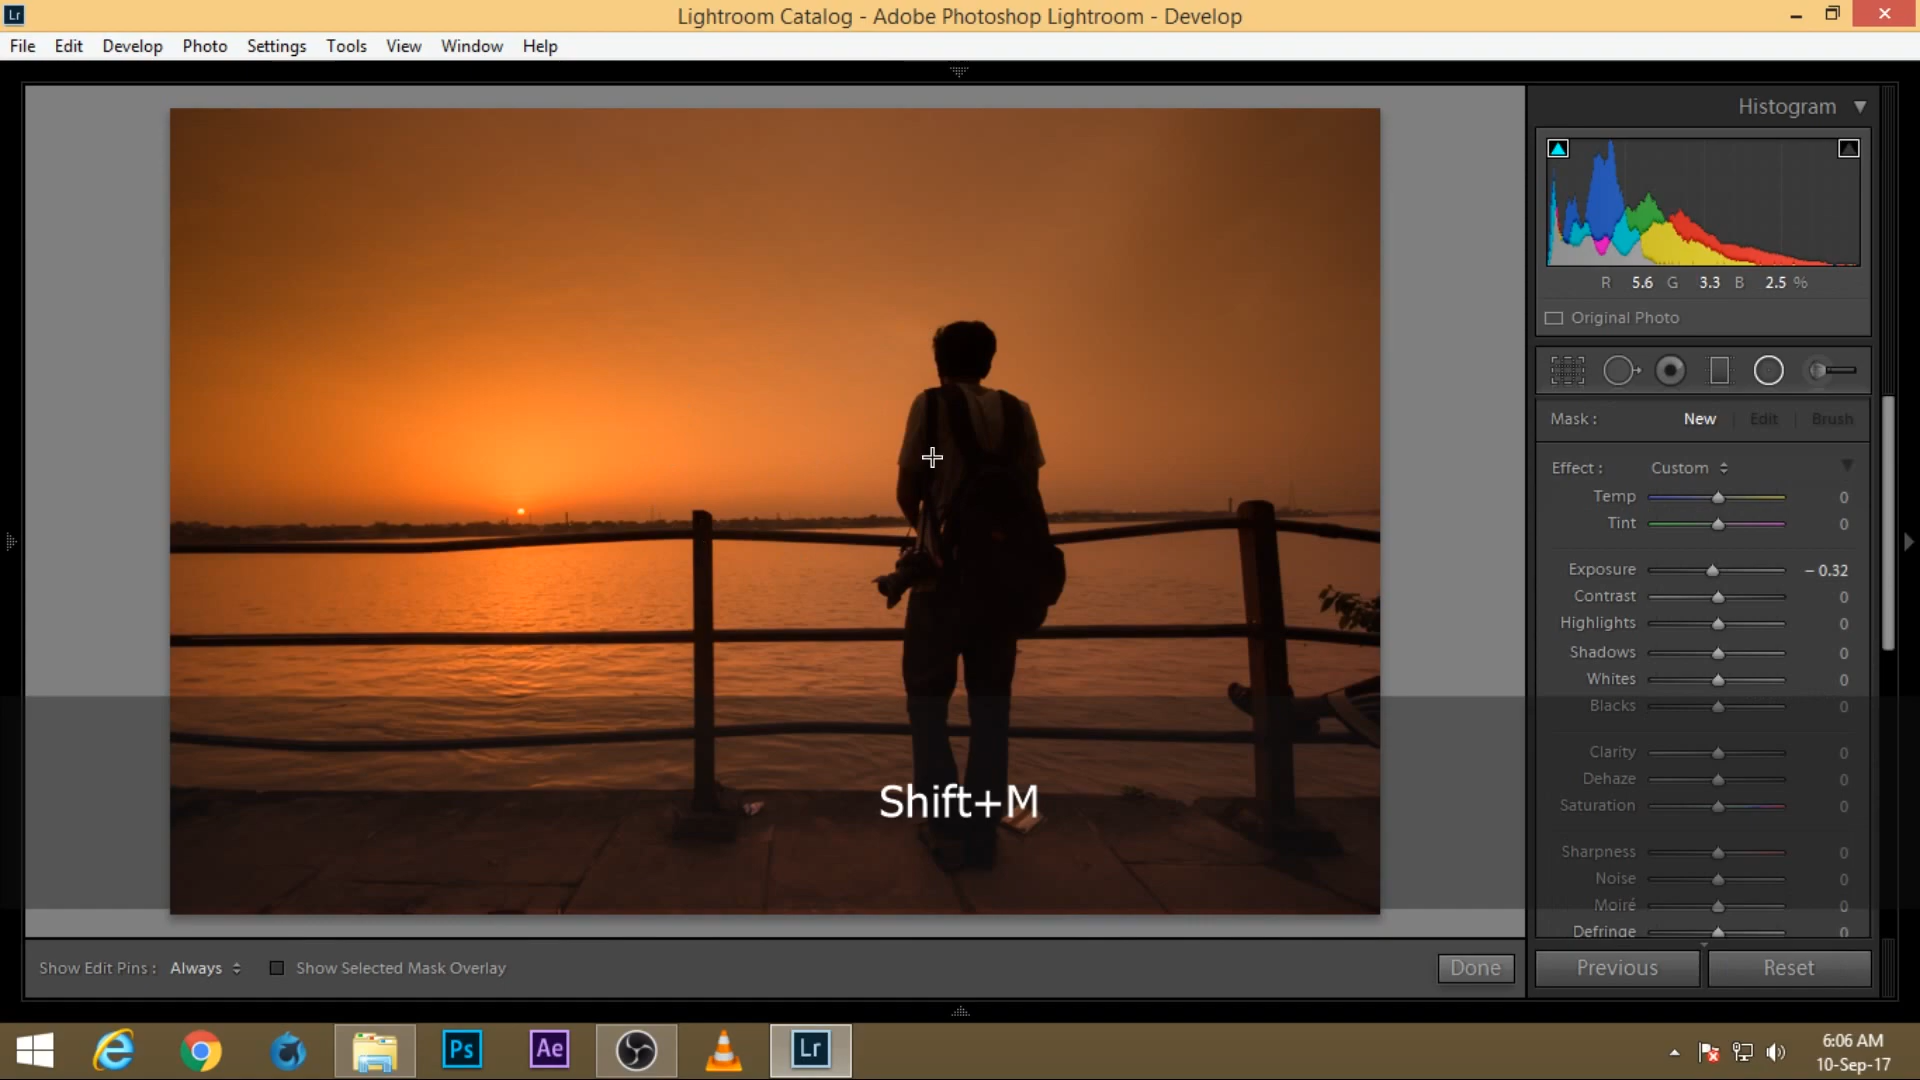 Lr
Lightroom Catalog - Adobe Photoshop Lightroom - Develop
File Edit Develop Photo Settings Tools View Window Help
Histogram
R 5.6 G 3.3 B 2.5 %
Original Photo
Mask : New Edit Brush
Effect : Custom
Temp 0
Tint 0
Exposure – 0.32
Contrast 0
Highlights 0
Shadows 0
Whites 0
Blacks 0
Clarity 0
Dehaze 0
Saturation 0
Sharpness 0
Noise 0
Moiré 0
Defringe 0
Shift+M
Show Edit Pins : Always Show Selected Mask Overlay
Done
Previous Reset
Ps Ae Lr
6:06 AM
10-Sep-17